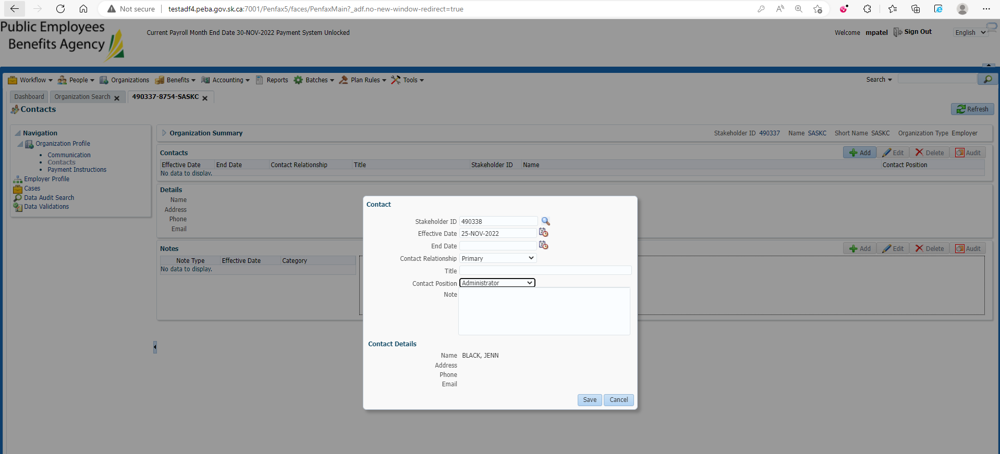 Not secure
testadf4.peba.gov.sk.ca:7001/Penfax5/faces/PenfaxMain?_adf.no-new-window-redirect=true
Public Employees
Benefits Agency
Current Payroll Month End Date 30-NOV-2022 Payment System Unlocked
Welcome mpatel Sign Out English
Workflow People Organizations Benefits Accounting Reports Batches Plan Rules Tools Search
Dashboard Organization Search 490337-8754-SASKC
Contacts
Refresh
Navigation
Organization Profile
Communication
Contacts
Payment Instructions
Employer Profile
Cases
Data Audit Search
Data Validations
Organization Summary Stakeholder ID 490337 Name SASKC Short Name SASKC Organization Type Employer
Contacts Add Edit Delete Audit
Effective Date End Date Contact Relationship Title Stakeholder ID Name Contact Position
No data to display.
Details
Name
Address
Phone
Email
Notes Add Edit Delete Audit
Note Type Effective Date Category
No data to display.
Contact
Stakeholder ID 490338
Effective Date 25-NOV-2022
End Date
Contact Relationship Primary
Title
Contact Position Administrator
Note
Contact Details
Name BLACK, JENN
Address
Phone
Email
Save Cancel